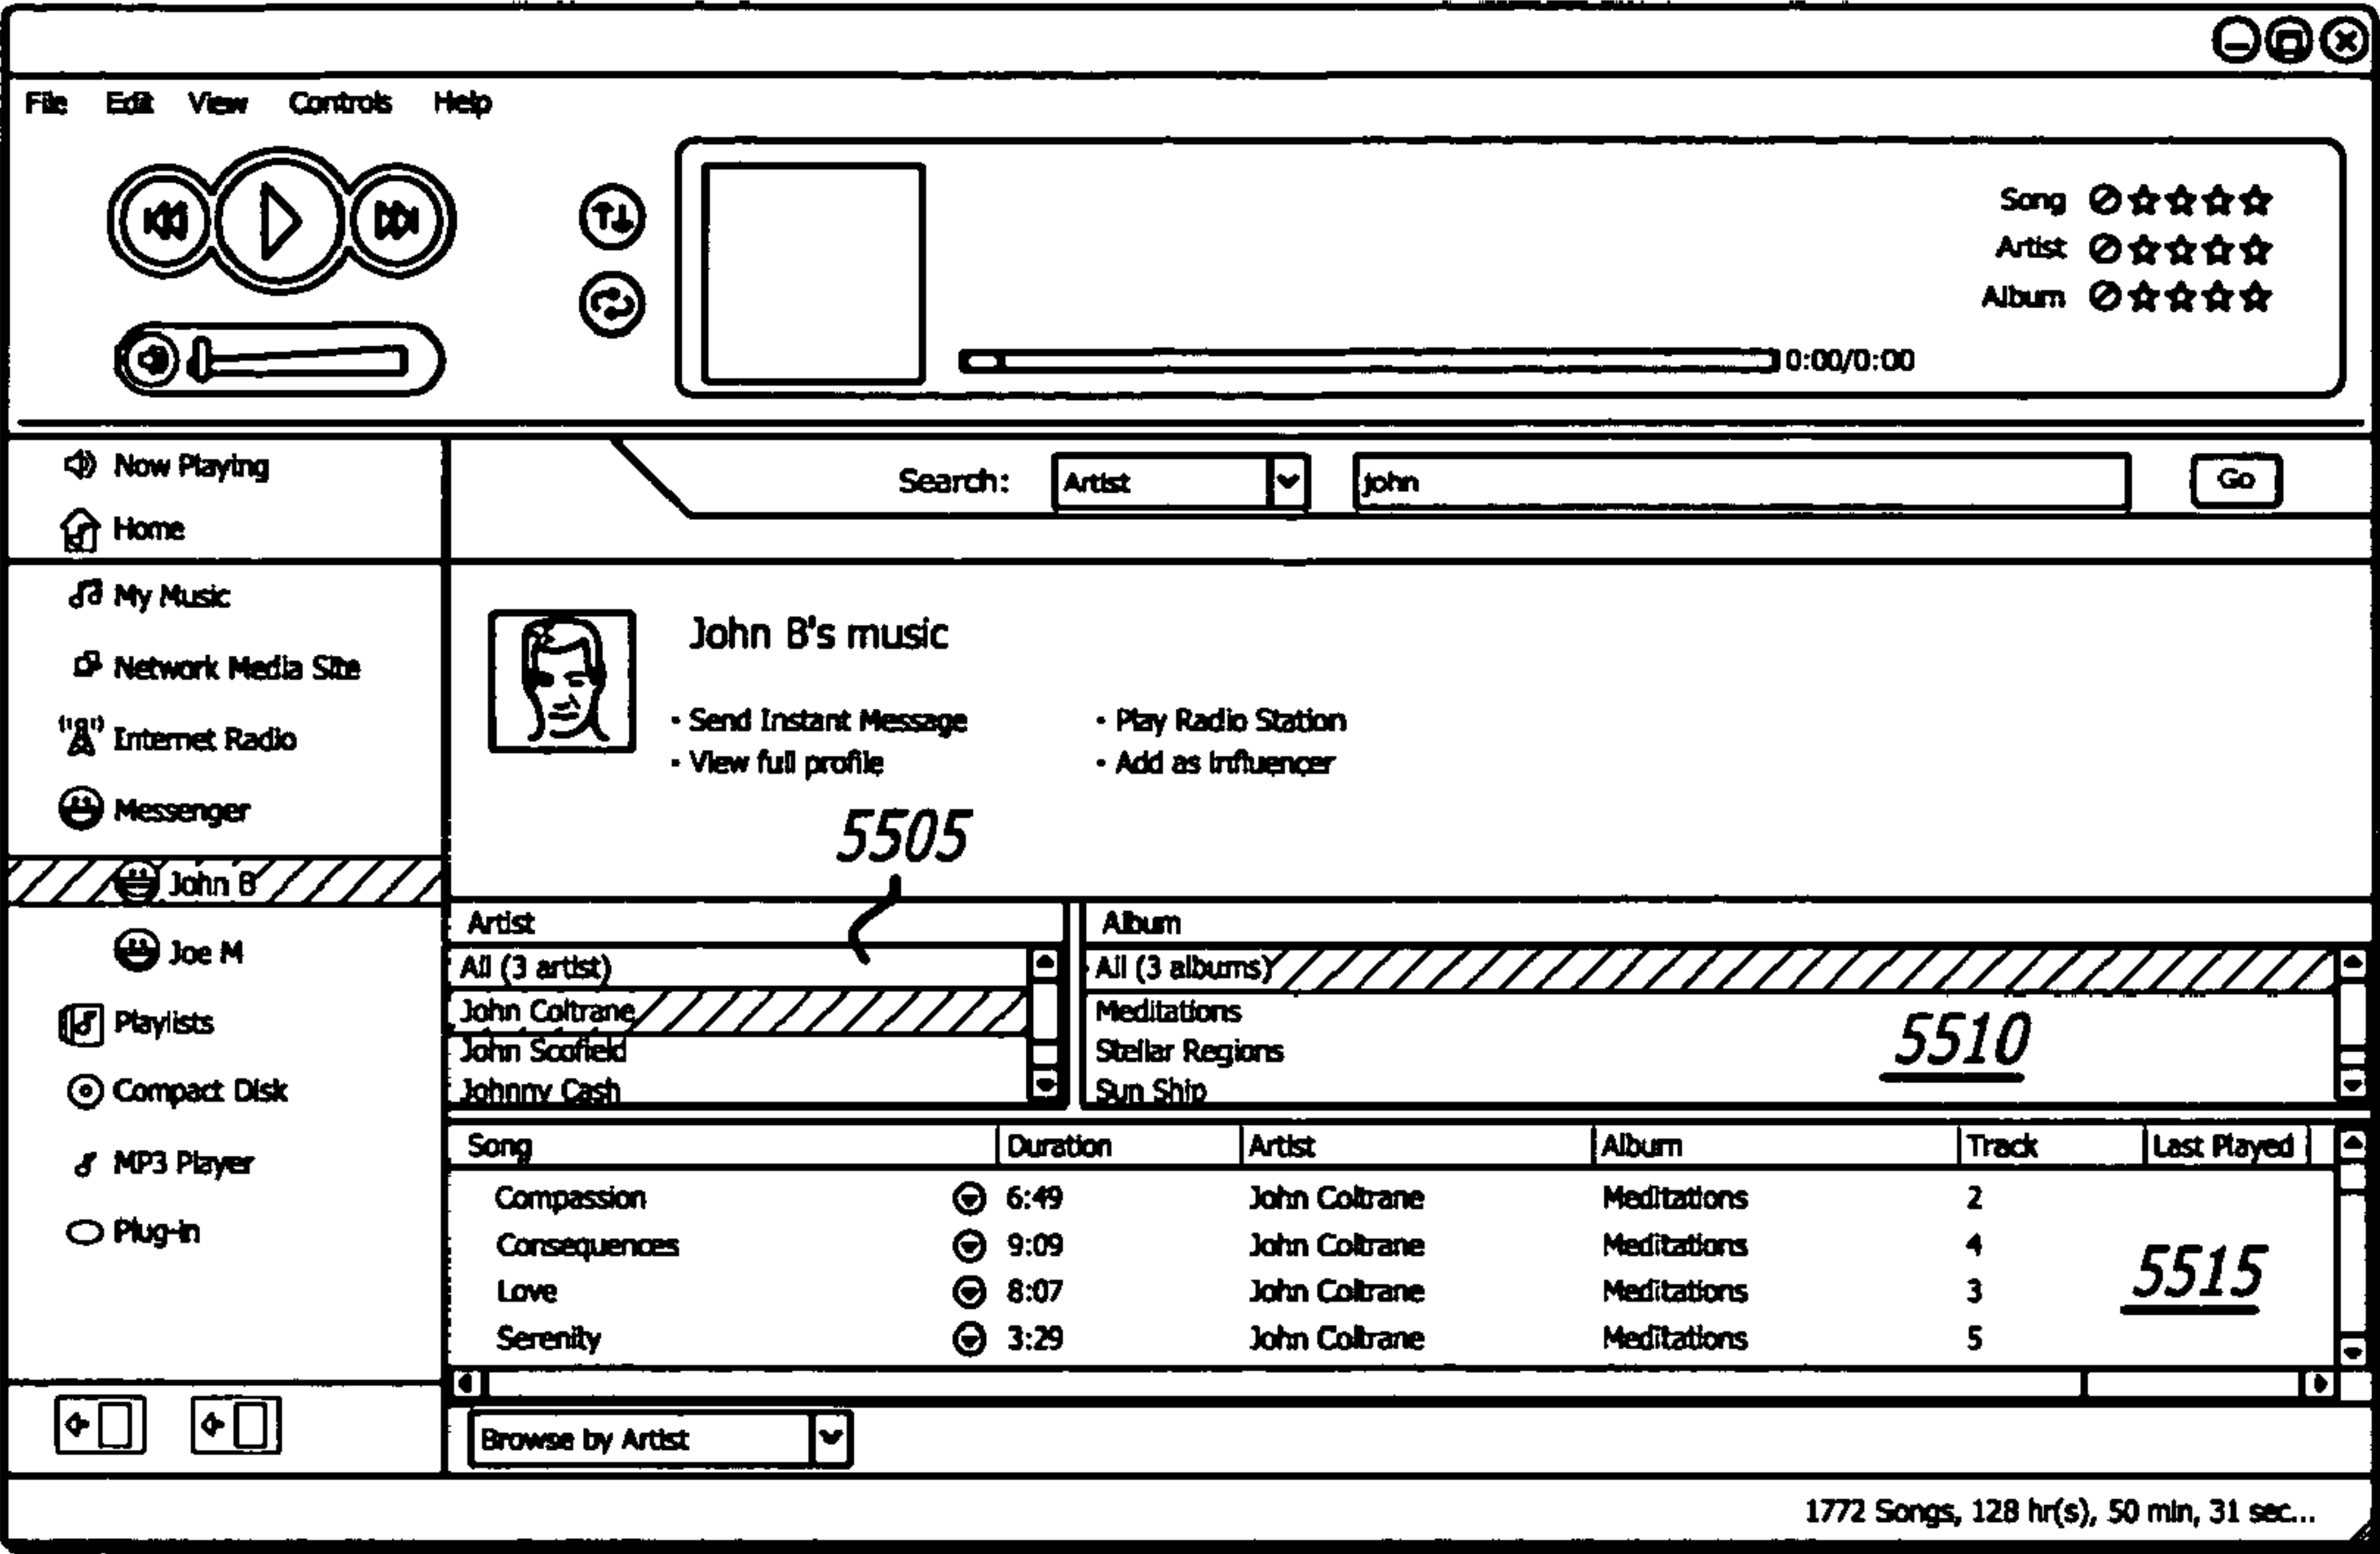 File Edit View Controls Help
Song
Artist
Album
0:00/0:00
Now Playing
Home
Search: Artist john Go
My Music
Network Media Site
Internet Radio
Messenger
John B
Joe M
Playlists
Compact Disk
MP3 Player
Plug-in
John B's music
· Send Instant Message · Play Radio Station
· View full profile · Add as Influencer
5505
Artist Album
All (3 artist) All (3 albums)
John Coltrane Meditations
John Scofield Stellar Regions
Johnny Cash Sun Ship
5510
Song Duration Artist Album Track Last Played
Compassion 6:49 John Coltrane Meditations 2
Consequences 9:09 John Coltrane Meditations 4
Love 8:07 John Coltrane Meditations 3
Serenity 3:29 John Coltrane Meditations 5
5515
Browse by Artist
1772 Songs, 128 hr(s), 50 min, 31 sec...